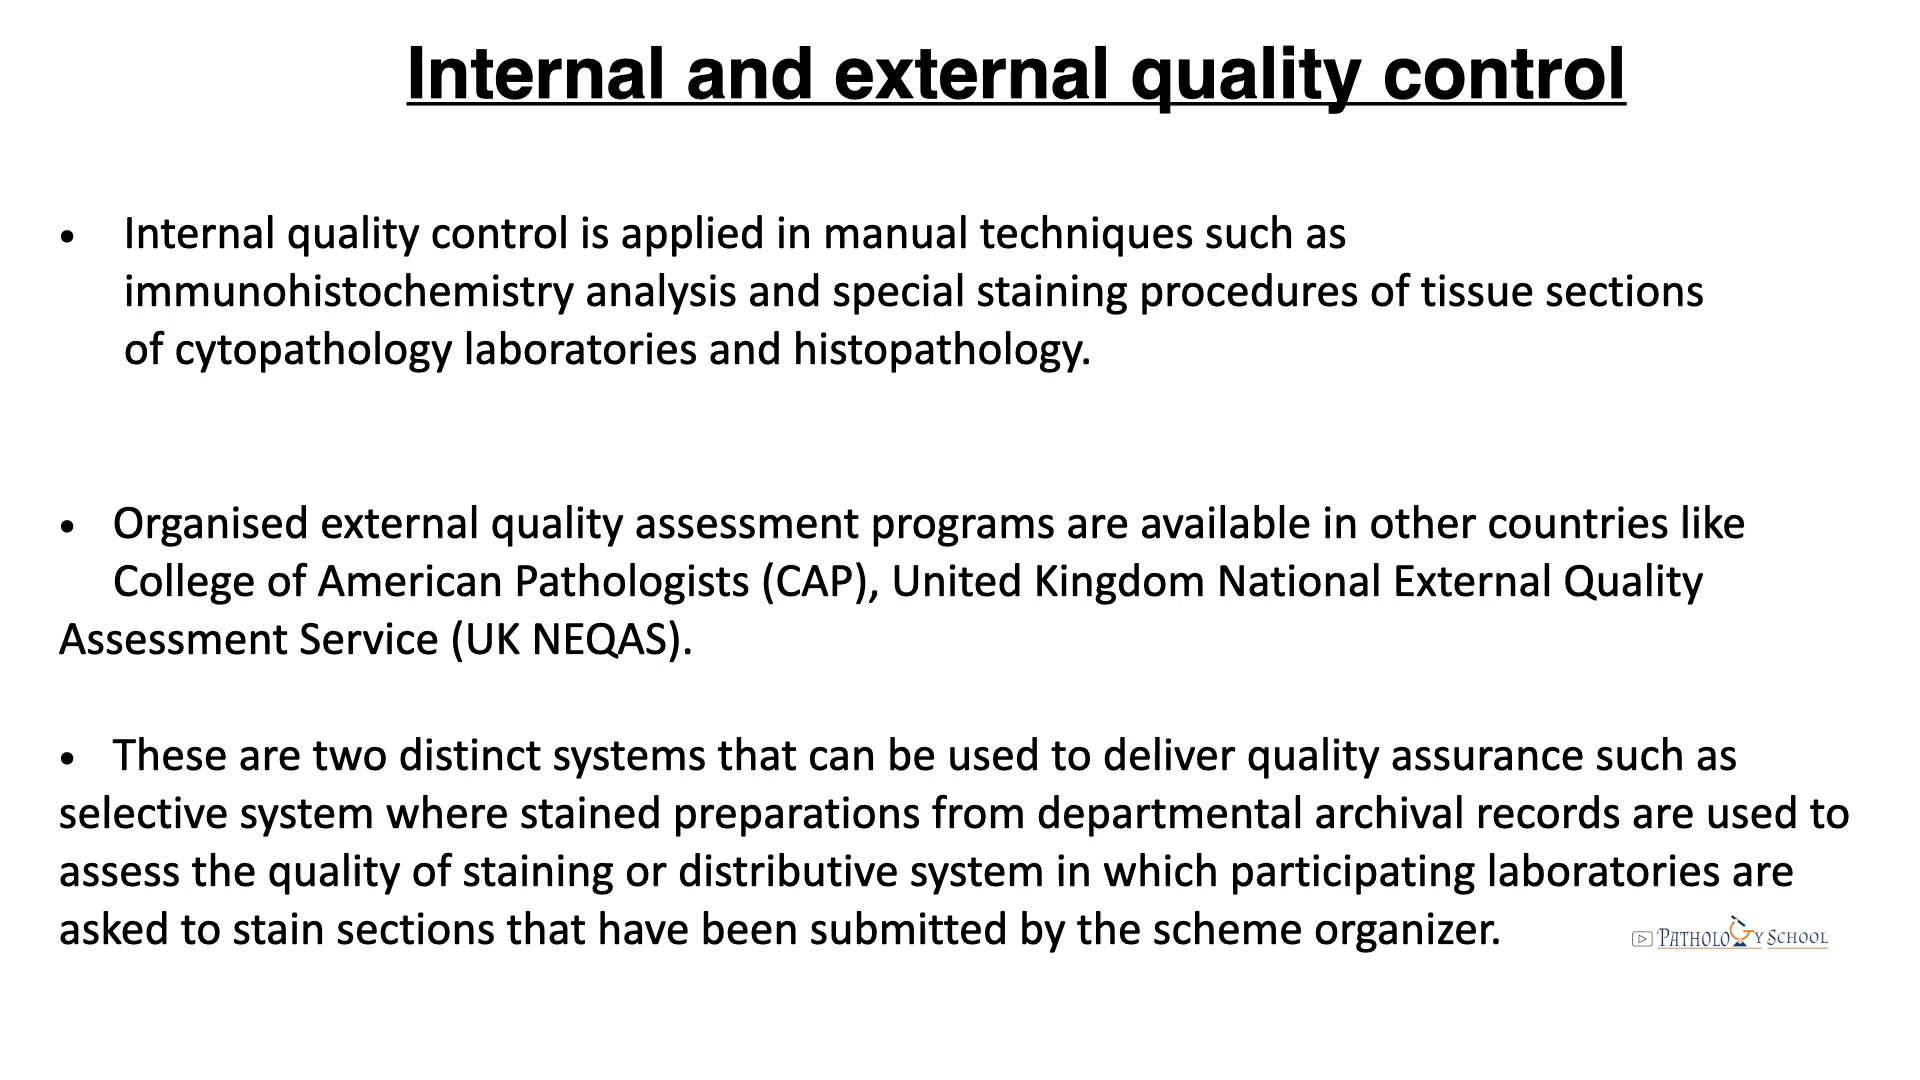 Internal and external quality control
• Internal quality control is applied in manual techniques such as
immunohistochemistry analysis and special staining procedures of tissue sections
of cytopathology laboratories and histopathology.
• Organised external quality assessment programs are available in other countries like
College of American Pathologists (CAP), United Kingdom National External Quality
Assessment Service (UK NEQAS).
• These are two distinct systems that can be used to deliver quality assurance such as
selective system where stained preparations from departmental archival records are used to
assess the quality of staining or distributive system in which participating laboratories are
asked to stain sections that have been submitted by the scheme organizer.
PATHOLOGY SCHOOL